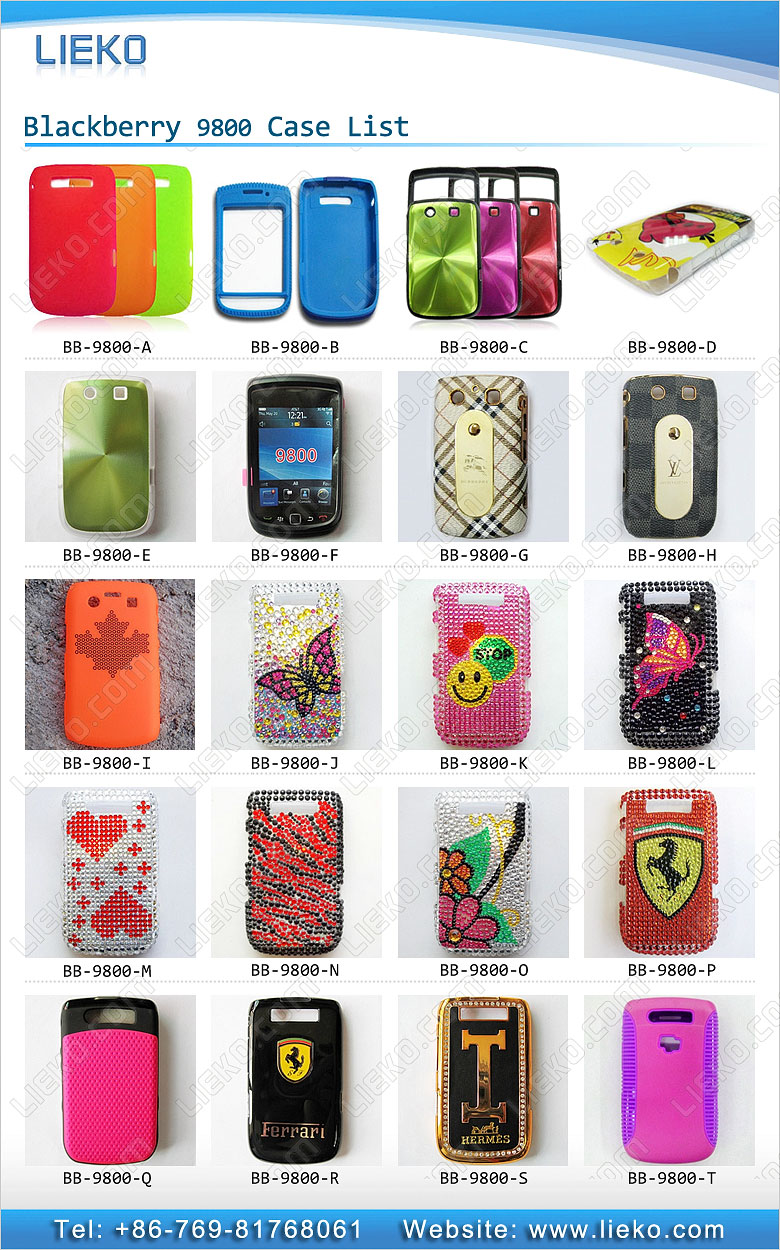 LIEKO
Blackberry 9800 Case List
BB-9800-A BB-9800-B BB-9800-C BB-9800-D
12:21
9800
BB-9800-E BB-9800-F BB-9800-G BB-9800-H
STOP
BB-9800-I BB-9800-J BB-9800-K BB-9800-L
BB-9800-M BB-9800-N BB-9800-O BB-9800-P
Ferrari
HERMES
BB-9800-Q BB-9800-R BB-9800-S BB-9800-T
Tel: +86-769-81768061 Website: www.lieko.com
LIEKO.com